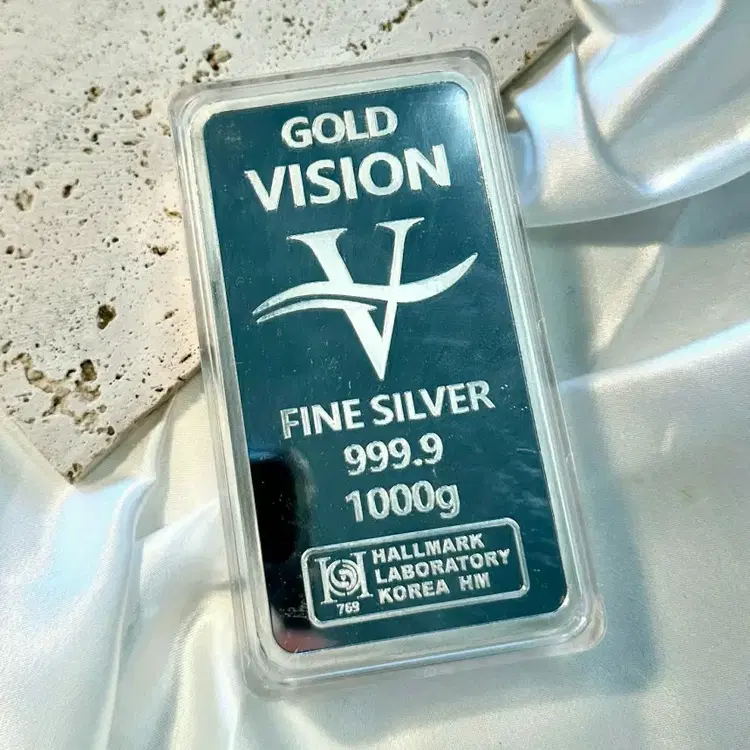 GOLD
VISION
V
FINE SILVER
999.9
1000g
HALLMARK
LABORATORY
KOREA HM
H
769